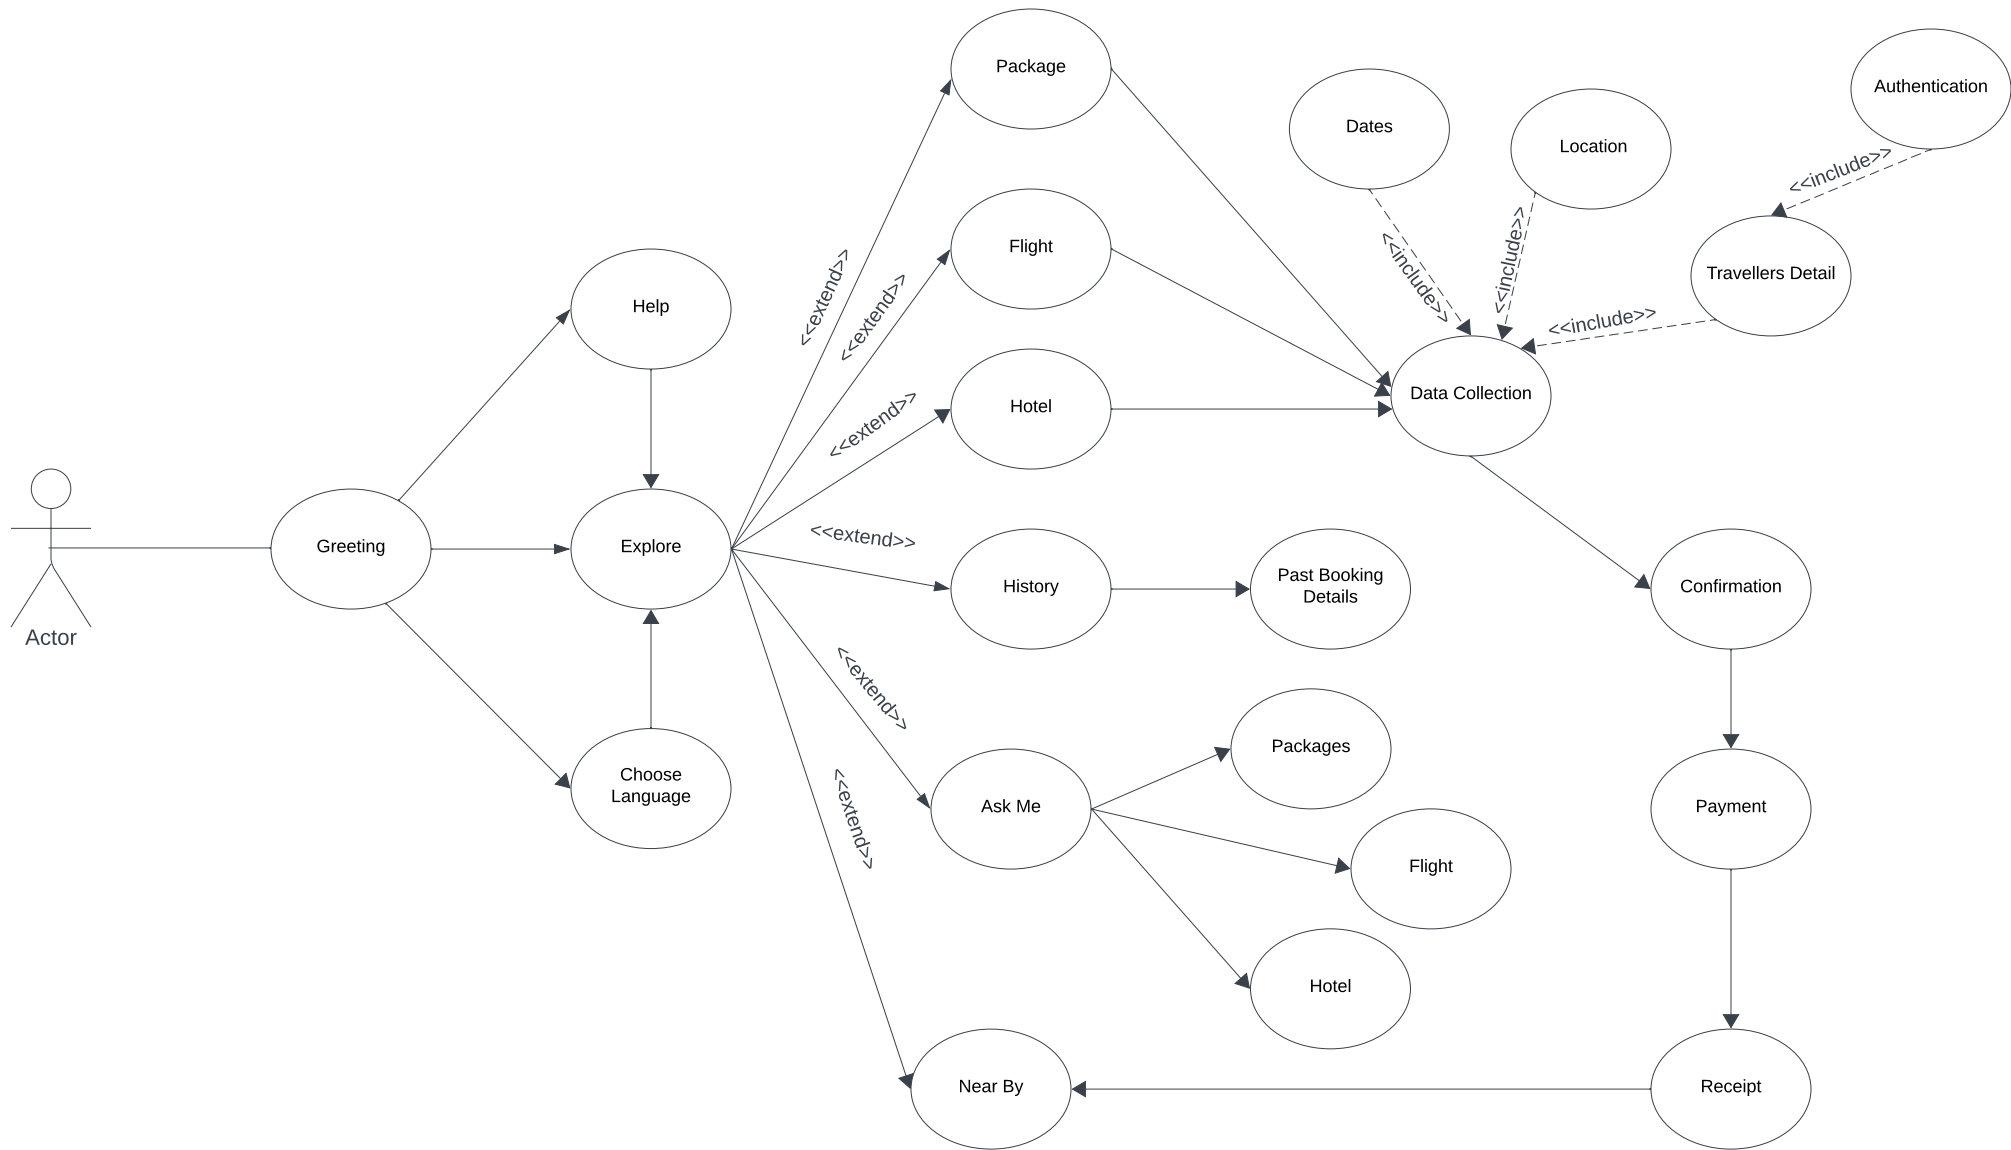 Package
Dates
Location
Authentication
<<include>>
Flight
<<extend>>
<<extend>>
<<include>>
<<include>>
Travellers Detail
Help
<<include>>
Hotel
<<extend>>
Data Collection
Actor
Greeting
Explore
<<extend>>
History
Past Booking
Details
Confirmation
<<extend>>
Choose
Language
<<extend>>
Ask Me
Packages
Flight
Payment
Hotel
Near By
Receipt